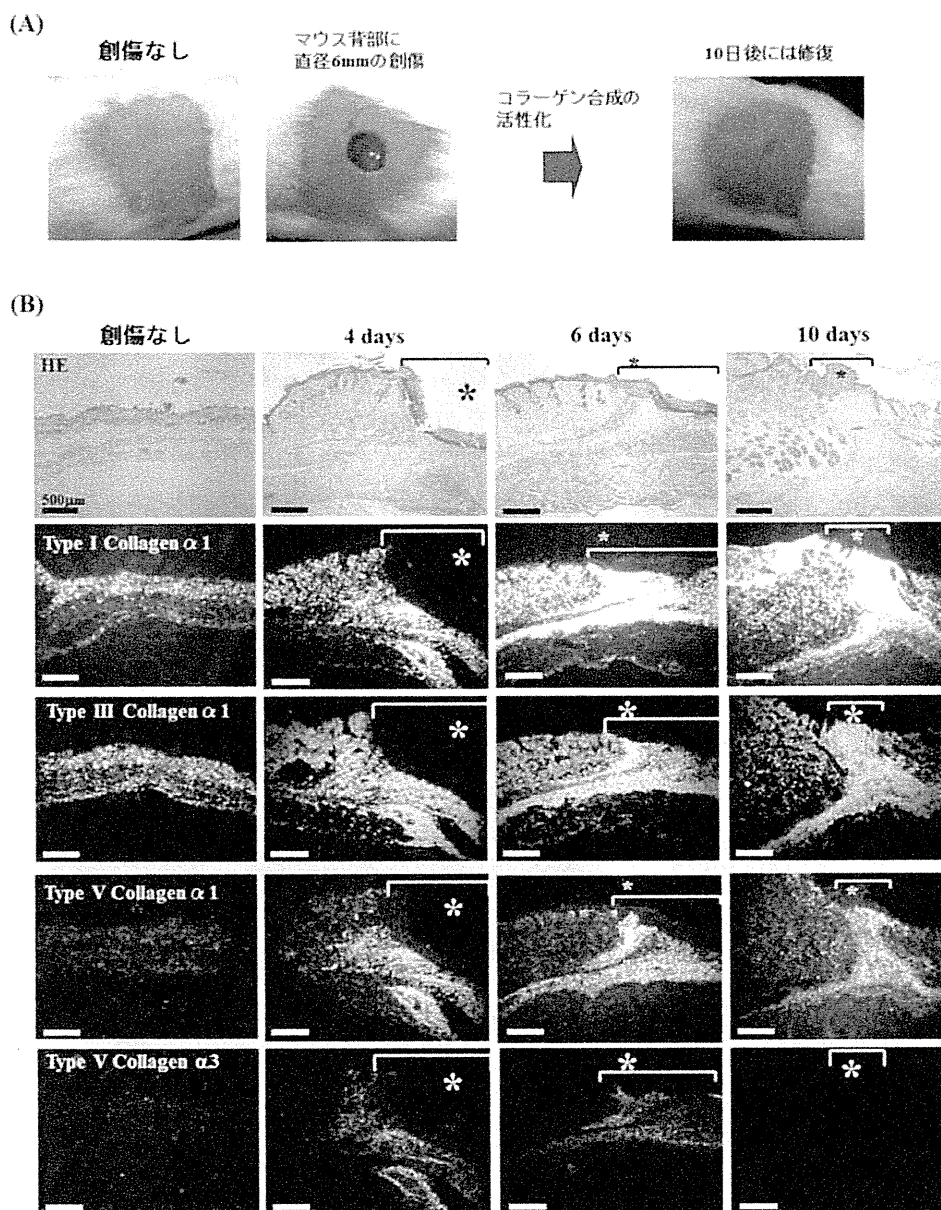 (A)
創傷なし
マウス背部に
直径6mmの創傷
コラーゲン合成の
活性化
10日後には修復
(B)
創傷なし
4 days
6 days
10 days
HE
*
*
*
500μm
Type I Collagen α 1
*
*
*
Type III Collagen α 1
*
*
*
Type V Collagen α 1
*
*
*
Type V Collagen α3
*
*
*